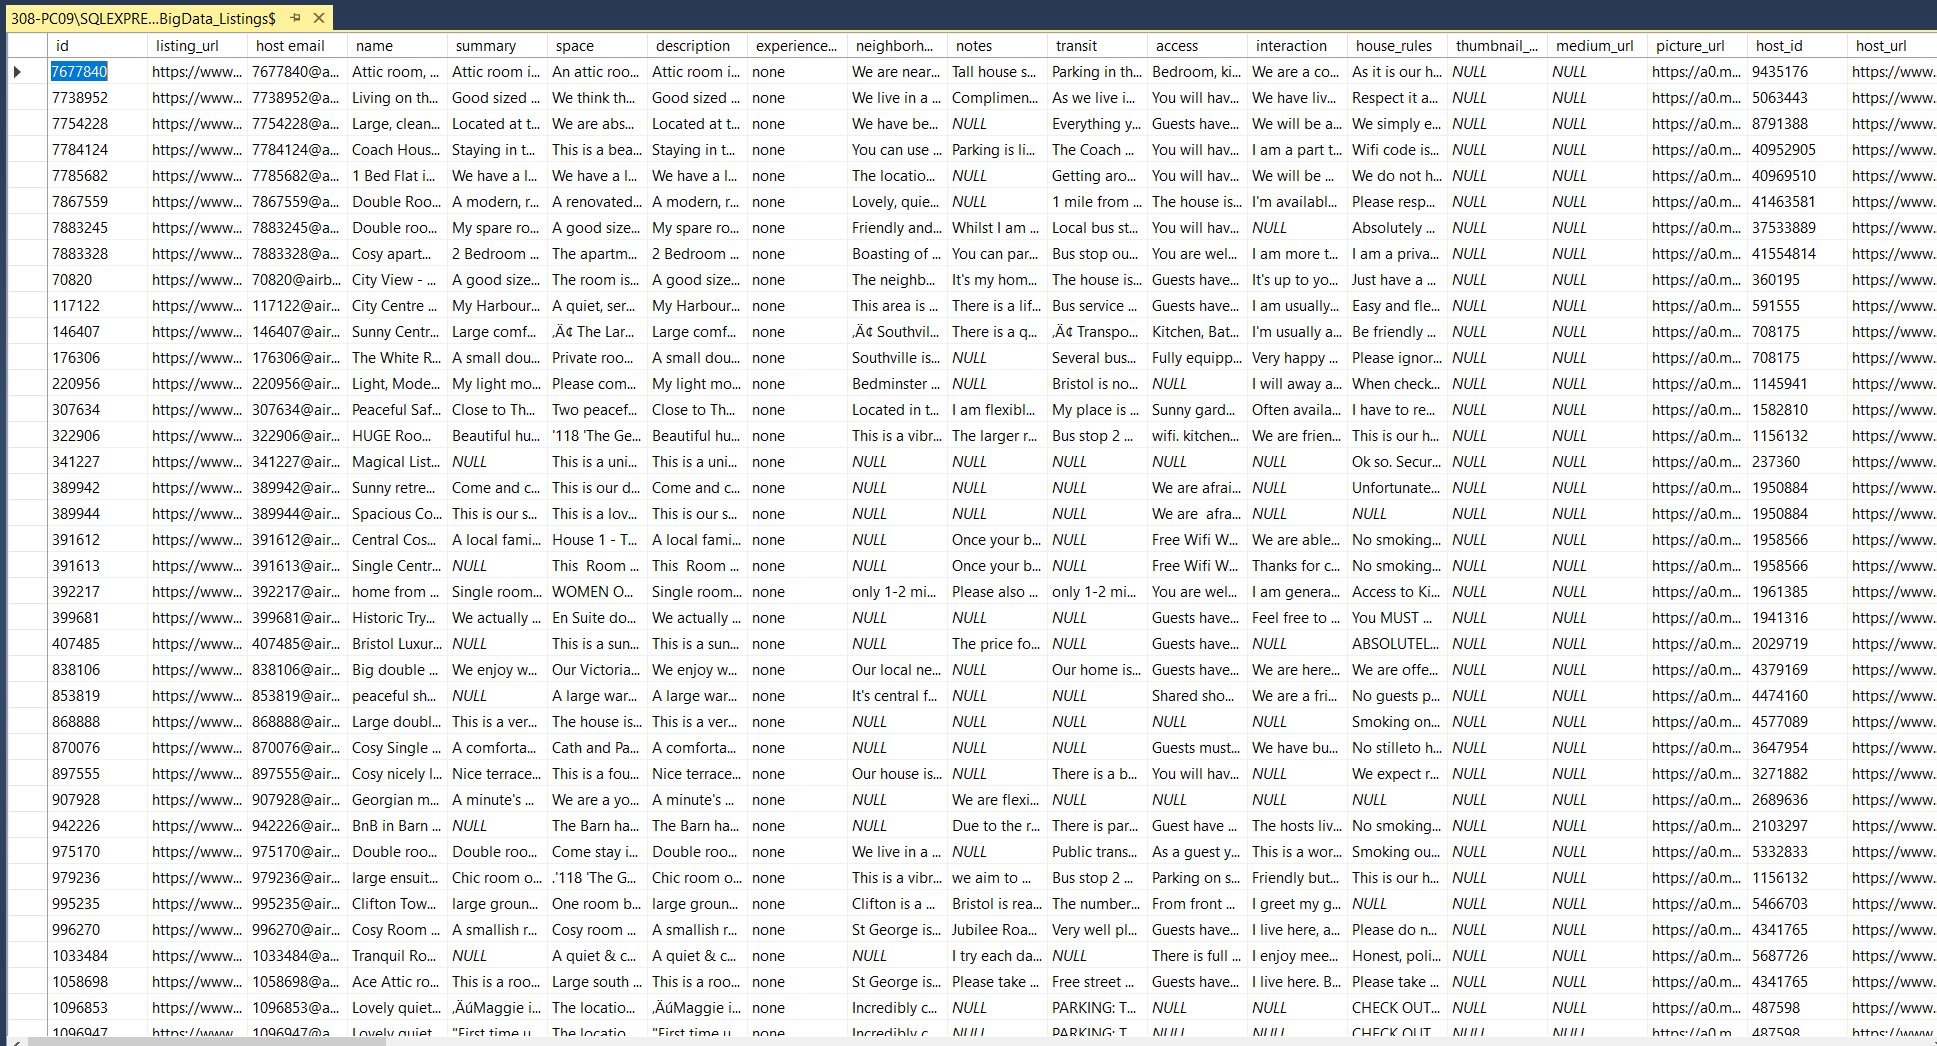 308-PC09\SQLEXPRE...BigData_Listings$
id listing_url host email name summary space description experience... neighborh... notes transit access interaction house_rules thumbnail_... medium_url picture_url host_id host_url
7677840 https://www... 7677840@a... Attic room, ... Attic room i... An attic roo... Attic room i... none We are near... Tall house s... Parking in th... Bedroom, ki... We are a co... As it is our h... NULL NULL https://a0.m... 9435176 https://www.
7738952 https://www... 7738952@a... Living on th... Good sized ... We think th... Good sized ... none We live in a ... Complimen... As we live i... You will hav... We have liv... Respect it a... NULL NULL https://a0.m... 5063443 https://www.
7754228 https://www... 7754228@a... Large, clean... Located at t... We are abs... Located at t... none We have be... NULL Everything y... Guests have... We will be a... We simply e... NULL NULL https://a0.m... 8791388 https://www.
7784124 https://www... 7784124@a... Coach Hous... Staying in t... This is a bea... Staying in t... none You can use ... Parking is li... The Coach ... You will hav... I am a part t... Wifi code is... NULL NULL https://a0.m... 40952905 https://www.
7785682 https://www... 7785682@a... 1 Bed Flat i... We have a l... We have a l... We have a l... none The locatio... NULL Getting aro... You will hav... We will be ... We do not h... NULL NULL https://a0.m... 40969510 https://www.
7867559 https://www... 7867559@a... Double Roo... A modern, r... A renovated... A modern, r... none Lovely, quie... NULL 1 mile from ... The house is... I'm availabl... Please resp... NULL NULL https://a0.m... 41463581 https://www.
7883245 https://www... 7883245@a... Double roo... My spare ro... A good size... My spare ro... none Friendly and... Whilst I am ... Local bus st... You will hav... NULL Absolutely ... NULL NULL https://a0.m... 37533889 https://www.
7883328 https://www... 7883328@a... Cosy apart... 2 Bedroom ... The apartm... 2 Bedroom ... none Boasting of ... You can par... Bus stop ou... You are wel... I am more t... I am a priva... NULL NULL https://a0.m... 41554814 https://www.
70820 https://www... 70820@airb... City View - ... A good size... The room is... A good size... none The neighb... It's my hom... The house is... Guests have... It's up to yo... Just have a ... NULL NULL https://a0.m... 360195 https://www.
117122 https://www... 117122@air... City Centre ... My Harbour... A quiet, ser... My Harbour... none This area is ... There is a lif... Bus service ... Guests have... I am usually... Easy and fle... NULL NULL https://a0.m... 591555 https://www.
146407 https://www... 146407@air... Sunny Centr... Large comf... ‚Ä¢ The Lar... Large comf... none ‚Ä¢ Southvil... There is a q... ‚Ä¢ Transpo... Kitchen, Bat... I'm usually a... Be friendly ... NULL NULL https://a0.m... 708175 https://www.
176306 https://www... 176306@air... The White R... A small dou... Private roo... A small dou... none Southville is... NULL Several bus... Fully equipp... Very happy ... Please ignor... NULL NULL https://a0.m... 708175 https://www.
220956 https://www... 220956@air... Light, Mode... My light mo... Please com... My light mo... none Bedminster ... NULL Bristol is no... NULL I will away a... When check... NULL NULL https://a0.m... 1145941 https://www.
307634 https://www... 307634@air... Peaceful Saf... Close to Th... Two peacef... Close to Th... none Located in t... I am flexibl... My place is ... Sunny gard... Often availa... I have to re... NULL NULL https://a0.m... 1582810 https://www.
322906 https://www... 322906@air... HUGE Roo... Beautiful hu... '118 'The Ge... Beautiful hu... none This is a vibr... The larger r... Bus stop 2 ... wifi. kitchen... We are frien... This is our h... NULL NULL https://a0.m... 1156132 https://www.
341227 https://www... 341227@air... Magical List... NULL This is a uni... This is a uni... none NULL NULL NULL NULL NULL Ok so. Secur... NULL NULL https://a0.m... 237360 https://www.
389942 https://www... 389942@air... Sunny retre... Come and c... This is our d... Come and c... none NULL NULL NULL We are afrai... NULL Unfortunate... NULL NULL https://a0.m... 1950884 https://www.
389944 https://www... 389944@air... Spacious Co... This is our s... This is a lov... This is our s... none NULL NULL NULL We are  afra... NULL NULL NULL NULL https://a0.m... 1950884 https://www.
391612 https://www... 391612@air... Central Cos... A local fami... House 1 - T... A local fami... none NULL Once your b... NULL Free Wifi W... We are able... No smoking... NULL NULL https://a0.m... 1958566 https://www.
391613 https://www... 391613@air... Single Centr... NULL This  Room ... This  Room ... none NULL Once your b... NULL Free Wifi W... Thanks for c... No smoking... NULL NULL https://a0.m... 1958566 https://www.
392217 https://www... 392217@air... home from ... Single room... WOMEN O... Single room... none only 1-2 mi... Please also ... only 1-2 mi... You are wel... I am genera... Access to Ki... NULL NULL https://a0.m... 1961385 https://www.
399681 https://www... 399681@air... Historic Try... We actually ... En Suite do... We actually ... none NULL NULL NULL Guests have... Feel free to ... You MUST ... NULL NULL https://a0.m... 1941316 https://www.
407485 https://www... 407485@air... Bristol Luxur... NULL This is a sun... This is a sun... none NULL The price fo... NULL Guests have... NULL ABSOLUTEL... NULL NULL https://a0.m... 2029719 https://www.
838106 https://www... 838106@air... Big double ... We enjoy w... Our Victoria... We enjoy w... none Our local ne... NULL Our home is... Guests have... We are here... We are offe... NULL NULL https://a0.m... 4379169 https://www.
853819 https://www... 853819@air... peaceful sh... NULL A large war... A large war... none It's central f... NULL NULL Shared sho... We are a fri... No guests p... NULL NULL https://a0.m... 4474160 https://www.
868888 https://www... 868888@air... Large doubl... This is a ver... The house is... This is a ver... none NULL NULL NULL NULL NULL Smoking on... NULL NULL https://a0.m... 4577089 https://www.
870076 https://www... 870076@air... Cosy Single ... A comforta... Cath and Pa... A comforta... none NULL NULL NULL Guests must... We have bu... No stilleto h... NULL NULL https://a0.m... 3647954 https://www.
897555 https://www... 897555@air... Cosy nicely l... Nice terrace... This is a fou... Nice terrace... none Our house is... NULL There is a b... You will hav... NULL We expect r... NULL NULL https://a0.m... 3271882 https://www.
907928 https://www... 907928@air... Georgian m... A minute's ... We are a yo... A minute's ... none NULL We are flexi... NULL NULL NULL NULL NULL NULL https://a0.m... 2689636 https://www.
942226 https://www... 942226@air... BnB in Barn ... NULL The Barn ha... The Barn ha... none NULL Due to the r... There is par... Guest have ... The hosts liv... No smoking... NULL NULL https://a0.m... 2103297 https://www.
975170 https://www... 975170@air... Double roo... Double roo... Come stay i... Double roo... none We live in a ... NULL Public trans... As a guest y... This is a wor... Smoking ou... NULL NULL https://a0.m... 5332833 https://www.
979236 https://www... 979236@air... large ensuit... Chic room o... .'118 'The G... Chic room o... none This is a vibr... we aim to ... Bus stop 2 ... Parking on s... Friendly but... This is our h... NULL NULL https://a0.m... 1156132 https://www.
995235 https://www... 995235@air... Clifton Tow... large groun... One room b... large groun... none Clifton is a ... Bristol is rea... The number... From front ... I greet my g... NULL NULL NULL https://a0.m... 5466703 https://www.
996270 https://www... 996270@air... Cosy Room ... A smallish r... Cosy room ... A smallish r... none St George is... Jubilee Roa... Very well pl... Guests have... I live here, a... Please do n... NULL NULL https://a0.m... 4341765 https://www.
1033484 https://www... 1033484@a... Tranquil Ro... NULL A quiet & c... A quiet & c... none NULL I try each da... NULL There is full ... I enjoy mee... Honest, poli... NULL NULL https://a0.m... 5687726 https://www.
1058698 https://www... 1058698@a... Ace Attic ro... This is a roo... Large south ... This is a roo... none St George is... Please take ... Free street ... Guests have... I live here. B... Please take ... NULL NULL https://a0.m... 4341765 https://www.
1096853 https://www... 1096853@a... Lovely quiet... ‚ÄúMaggie i... The locatio... ‚ÄúMaggie i... none Incredibly c... NULL PARKING: T... NULL NULL CHECK OUT... NULL NULL https://a0.m... 487598 https://www.
1096947 https://www... 1096947@a... Lovely quiet... "First time u... The locatio... "First time u... none Incredibly c... NULL PARKING: T... NULL NULL CHECK OUT... NULL NULL https://a0.m... 487598 https://www.